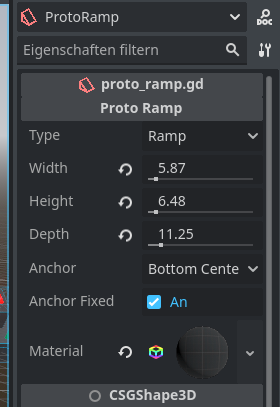 ProtoRamp
DOC
Eigenschaften filtern
proto_ramp.gd
Proto Ramp
Type Ramp
Width 5.87
Height 6.48
Depth 11.25
Anchor Bottom Cente
Anchor Fixed An
Material
CSGShape3D